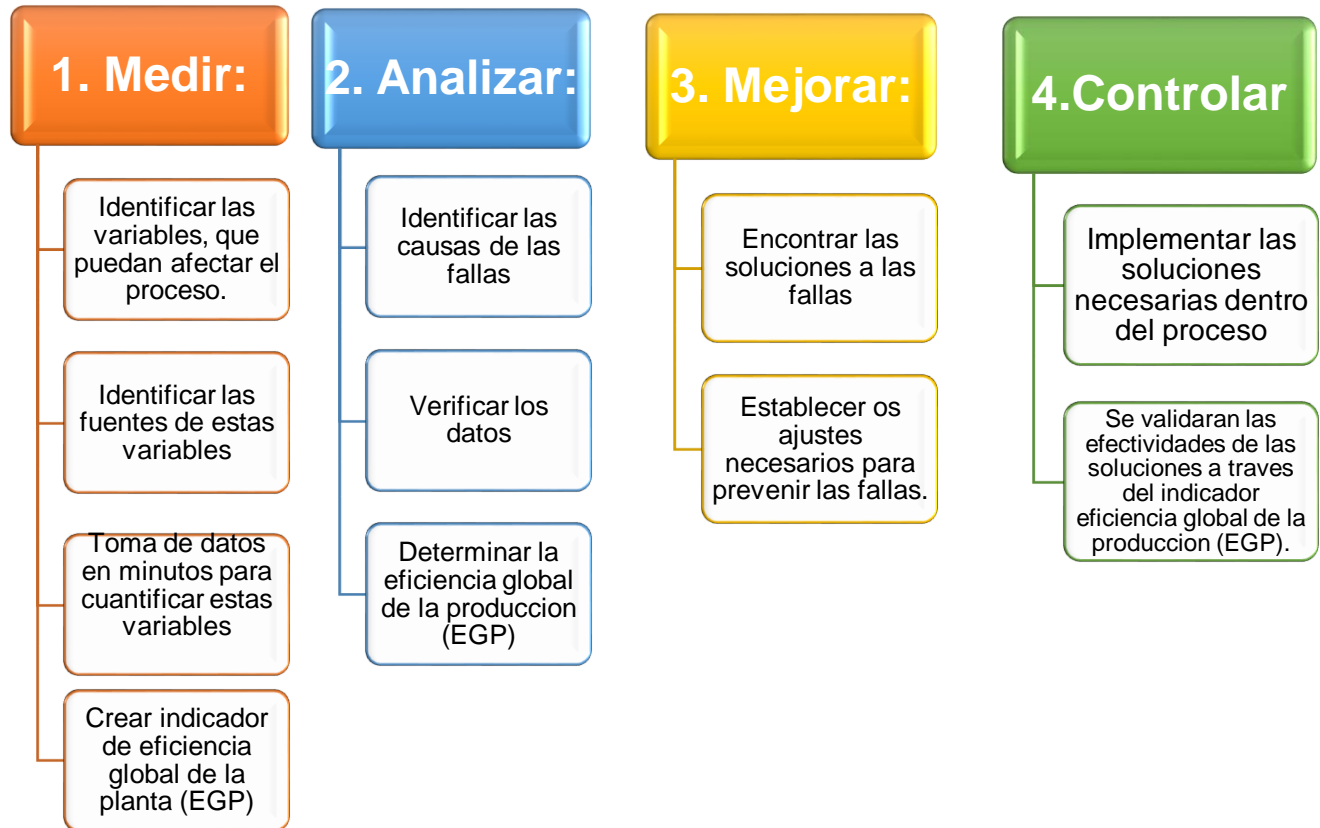 1. Medir:
Identificar las
variables, que
puedan afectar el
proceso.
Identificar las
fuentes de estas
variables
Toma de datos
en minutos para
cuantificar estas
variables
Crear indicador
de eficiencia
global de la
planta (EGP)
2. Analizar:
Identificar las
causas de las
fallas
Verificar los
datos
Determinar la
eficiencia global
de la produccion
(EGP)
3. Mejorar:
Encontrar las
soluciones a las
fallas
Establecer os
ajustes
necesarios para
prevenir las fallas.
4.Controlar
Implementar las
soluciones
necesarias dentro
del proceso
Se validaran las
efectividades de las
soluciones a traves
del indicador
eficiencia global de la
produccion (EGP).